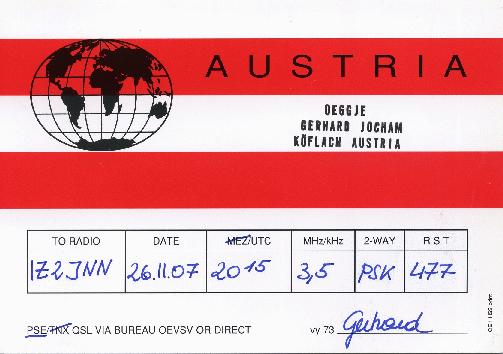 AUSTRIA
OE6GJE
GERHARD JOCHAM
KÖFLACH AUSTRIA
TO RADIO DATE MEZ/UTC MHz/kHz 2-WAY RST
IZ2JNN 26.11.07 2015 3,5 PSK 477
PSE/TNX QSL VIA BUREAU OEVSV OR DIRECT vy 73 Gerhard